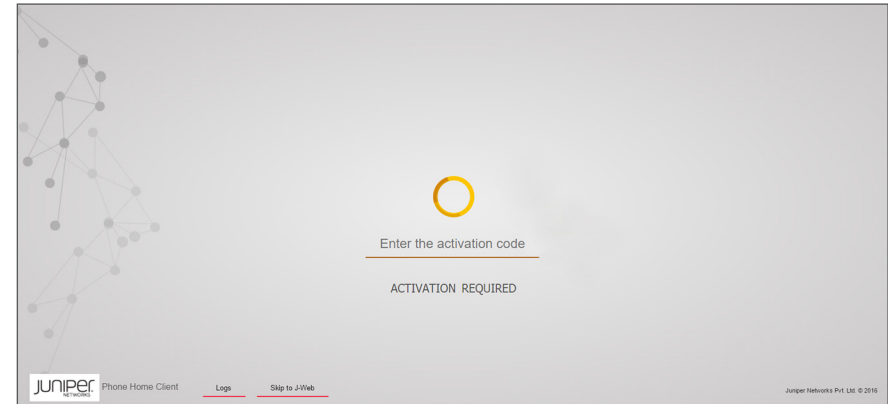 Enter the activation code
ACTIVATION REQUIRED
JUNIPER NETWORKS
Phone Home Client
Logs
Skip to J-Web
Juniper Networks Pvt. Ltd. © 2016